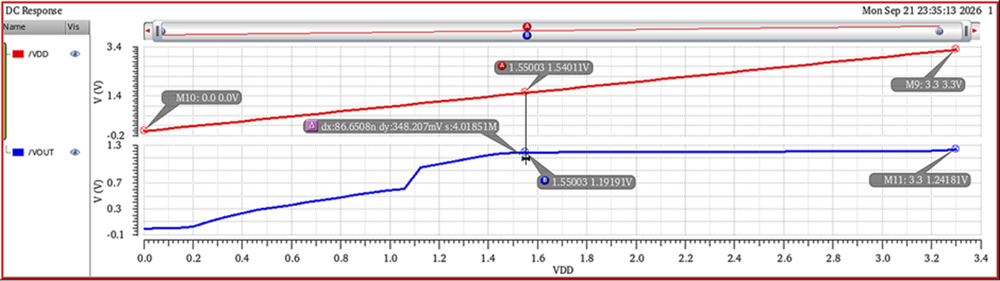 DC Response
Mon Sep 21 23:35:13 2026 1
Name Vis
/VDD
/VOUT
A
B
3.4
1.4
-0.2
V (V)
M10: 0.0 0.0V
A 1.55003 1.54011V
M9: 3.3 3.3V
dx:86.6508n dy:348.207mV s:4.01851M
1.3
0.7
0.3
-0.1
V (V)
B 1.55003 1.19191V
M11: 3.3 1.24181V
0.0 0.2 0.4 0.6 0.8 1.0 1.2 1.4 1.6 1.8 2.0 2.2 2.4 2.6 2.8 3.0 3.2 3.4
VDD